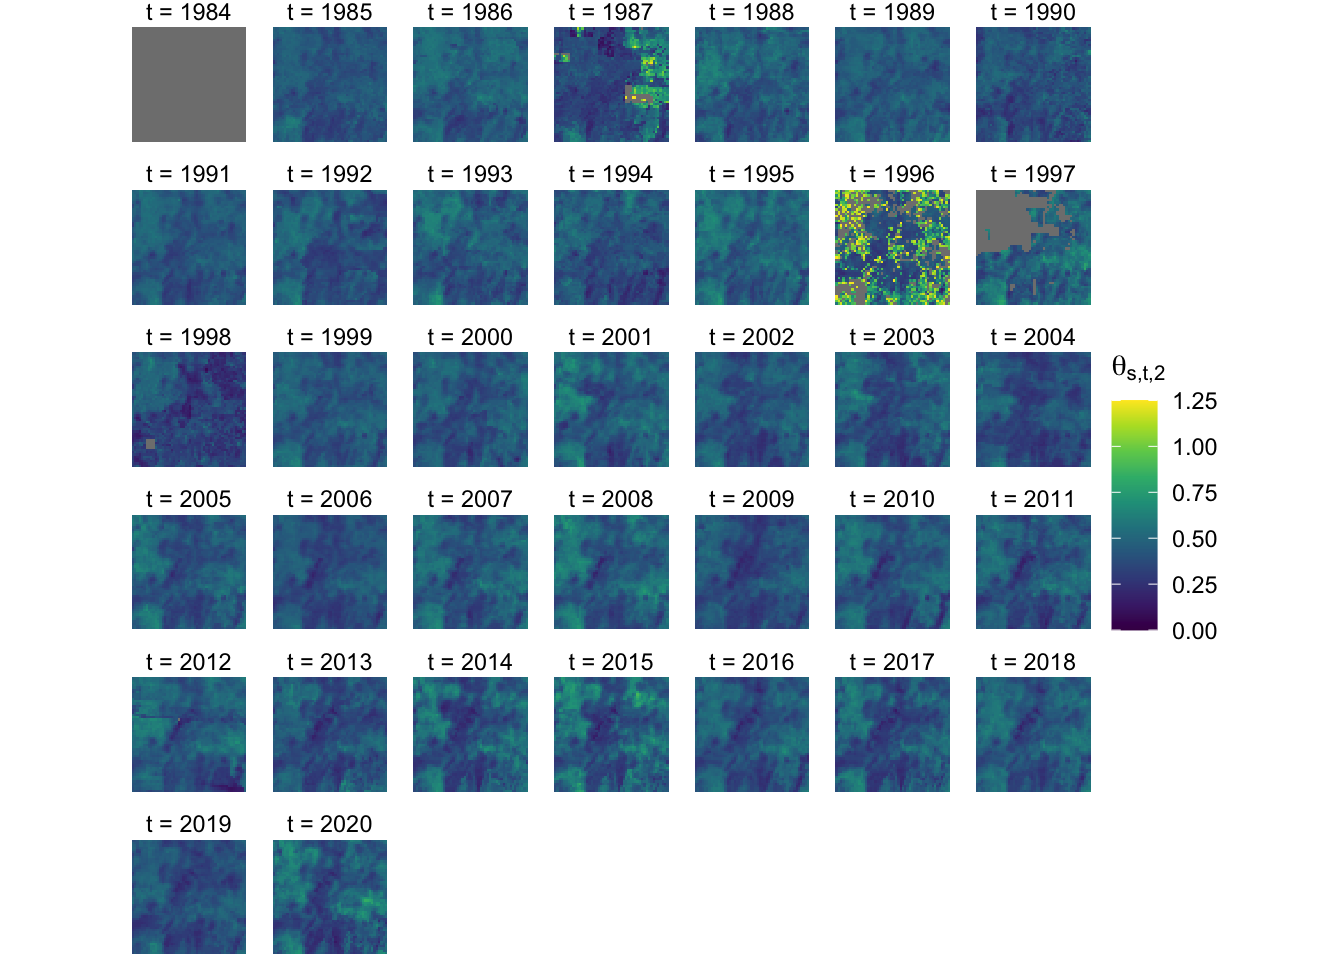 t = 1984 t = 1985 t = 1986 t = 1987 t = 1988 t = 1989 t = 1990
t = 1991 t = 1992 t = 1993 t = 1994 t = 1995 t = 1996 t = 1997
t = 1998 t = 1999 t = 2000 t = 2001 t = 2002 t = 2003 t = 2004
θs,t,2
1.25
1.00
0.75
0.50
0.25
0.00
t = 2005 t = 2006 t = 2007 t = 2008 t = 2009 t = 2010 t = 2011
t = 2012 t = 2013 t = 2014 t = 2015 t = 2016 t = 2017 t = 2018
t = 2019 t = 2020